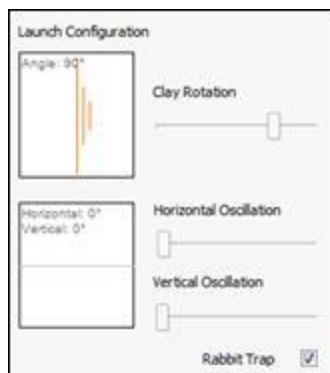 Launch Configuration
Angle: 90°
Clay Rotation
Horizontal: 0°
Vertical: 0°
Horizontal Oscillation
Vertical Oscillation
Rabbit Trap